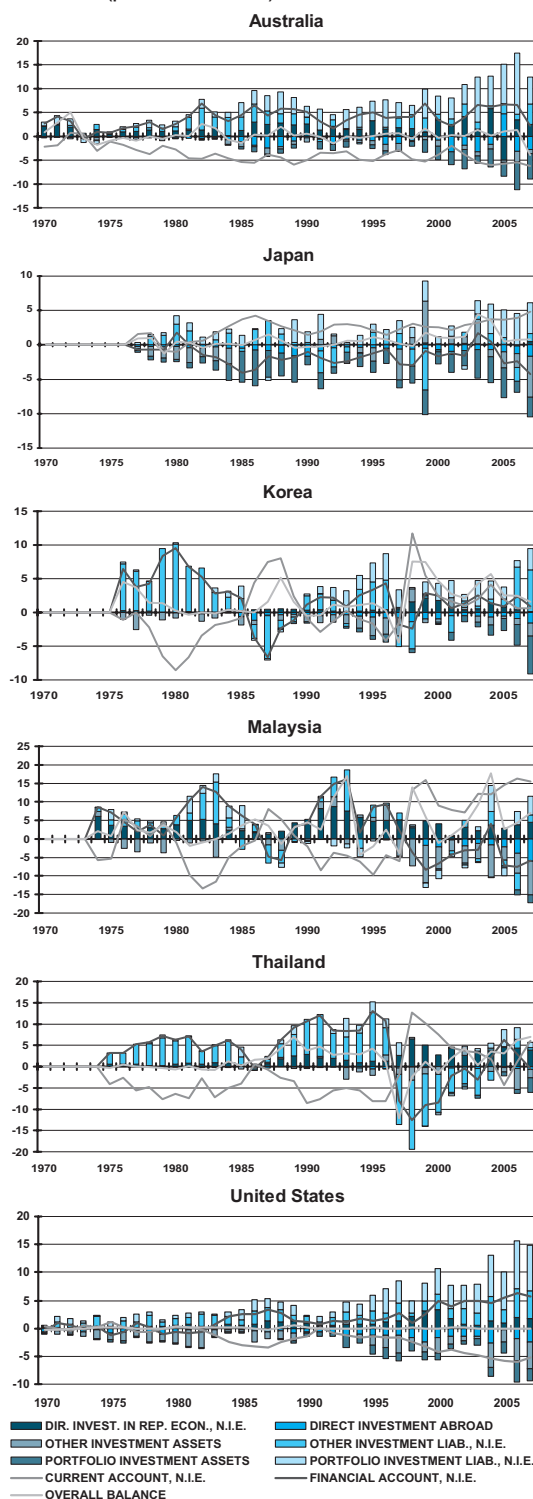 Australia
20
15
10
5
0
-5
-10
-15
1970 1975 1980 1985 1990 1995 2000 2005
Japan
10
5
0
-5
-10
-15
1970 1975 1980 1985 1990 1995 2000 2005
Korea
15
10
5
0
-5
-10
1970 1975 1980 1985 1990 1995 2000 2005
Malaysia
25
20
15
10
5
0
-5
-10
-15
-20
1970 1975 1980 1985 1990 1995 2000 2005
Thailand
20
15
10
5
0
-5
-10
-15
-20
1970 1975 1980 1985 1990 1995 2000 2005
United States
20
15
10
5
0
-5
-10
1970 1975 1980 1985 1990 1995 2000 2005
DIR. INVEST. IN REP. ECON., N.I.E. DIRECT INVESTMENT ABROAD
OTHER INVESTMENT ASSETS OTHER INVESTMENT LIAB., N.I.E.
PORTFOLIO INVESTMENT ASSETS PORTFOLIO INVESTMENT LIAB., N.I.E.
CURRENT ACCOUNT, N.I.E. FINANCIAL ACCOUNT, N.I.E.
OVERALL BALANCE